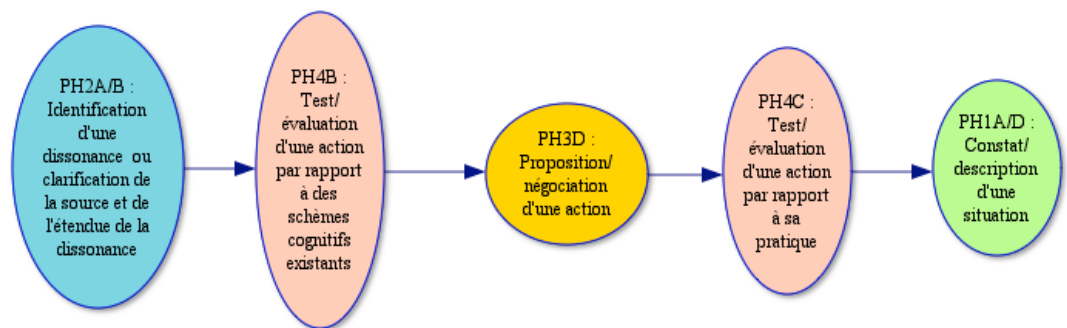 PH2A/B :
Identification
d'une
dissonance ou
clarification de
la source et de
l'étendue de la
dissonance
PH4B :
Test/
évaluation
d'une action
par rapport
à des
schèmes
cognitifs
existants
PH3D :
Proposition/
négociation
d'une action
PH4C :
Test/
évaluation
d'une action
par rapport
à sa
pratique
PH1A/D :
Constat/
description
d'une
situation